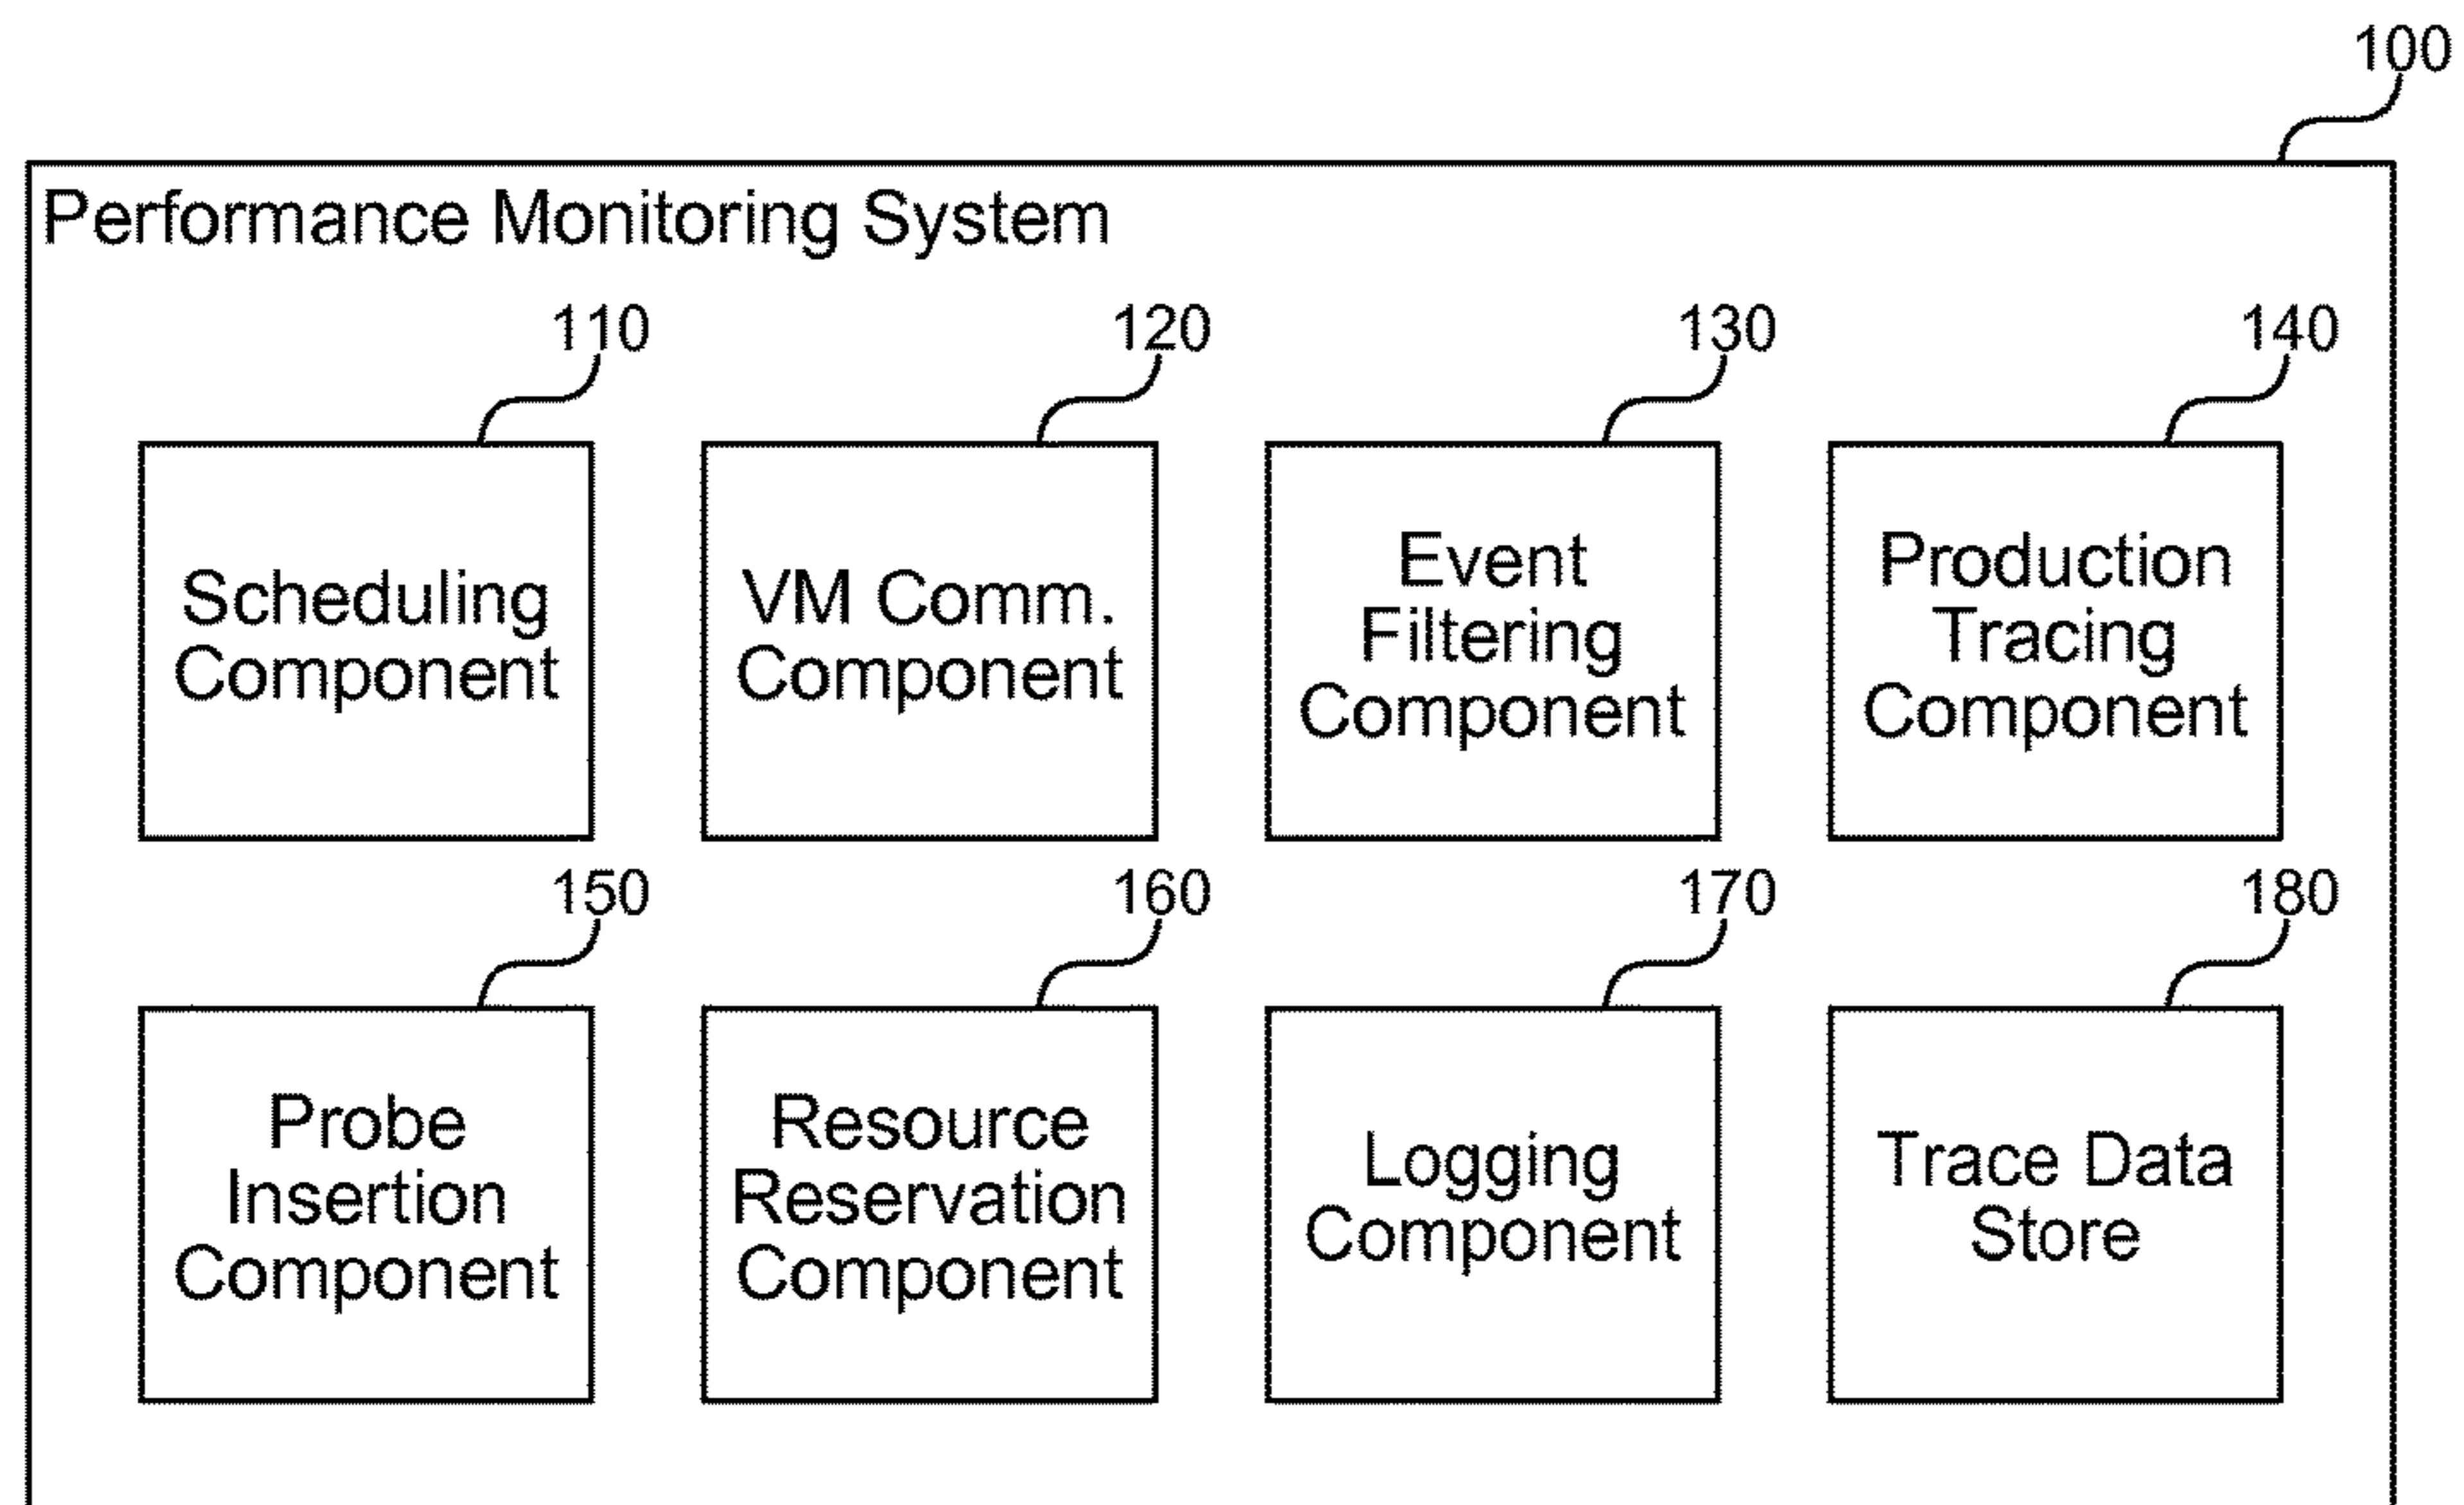 100
Performance Monitoring System
110
120
130
140
Scheduling
Component
VM Comm.
Component
Event
Filtering
Component
Production
Tracing
Component
150
160
170
180
Probe
Insertion
Component
Resource
Reservation
Component
Logging
Component
Trace Data
Store